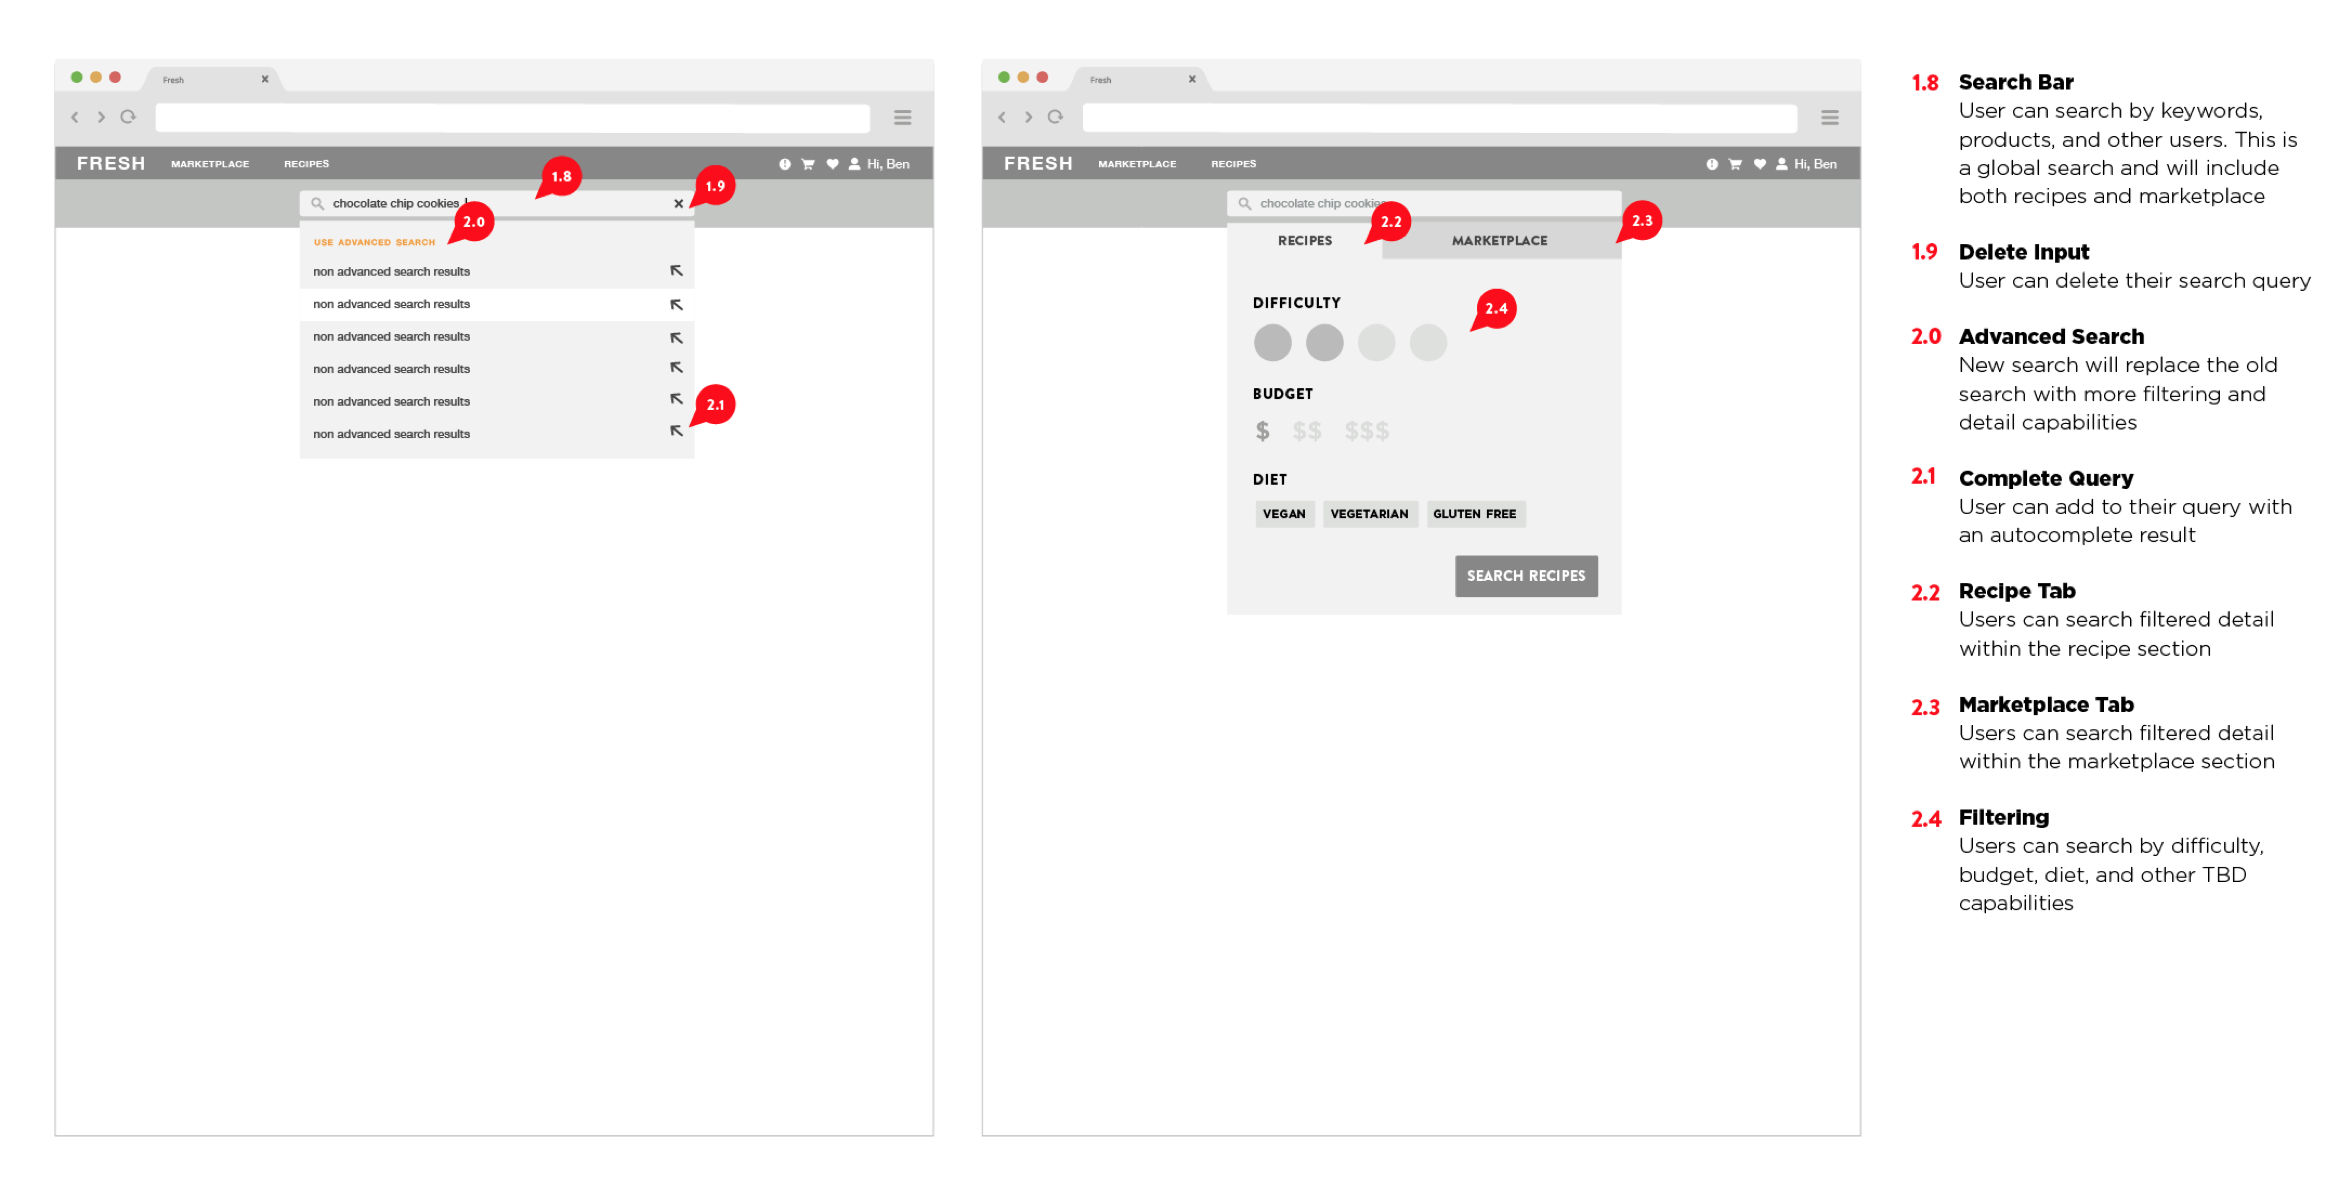 Fresh
FRESH MARKETPLACE RECIPES Hi, Ben
1.8
1.9
chocolate chip cookies
2.0
USE ADVANCED SEARCH
non advanced search results
non advanced search results
non advanced search results
non advanced search results
non advanced search results
2.1
non advanced search results
Fresh
FRESH MARKETPLACE RECIPES Hi, Ben
chocolate chip cookies
2.2
2.3
RECIPES MARKETPLACE
DIFFICULTY
2.4
BUDGET
$ $$ $$$
DIET
VEGAN VEGETARIAN GLUTEN FREE
SEARCH RECIPES
1.8 Search Bar
User can search by keywords,
products, and other users. This is
a global search and will include
both recipes and marketplace
1.9 Delete Input
User can delete their search query
2.0 Advanced Search
New search will replace the old
search with more filtering and
detail capabilities
2.1 Complete Query
User can add to their query with
an autocomplete result
2.2 Recipe Tab
Users can search filtered detail
within the recipe section
2.3 Marketplace Tab
Users can search filtered detail
within the marketplace section
2.4 Filtering
Users can search by difficulty,
budget, diet, and other TBD
capabilities